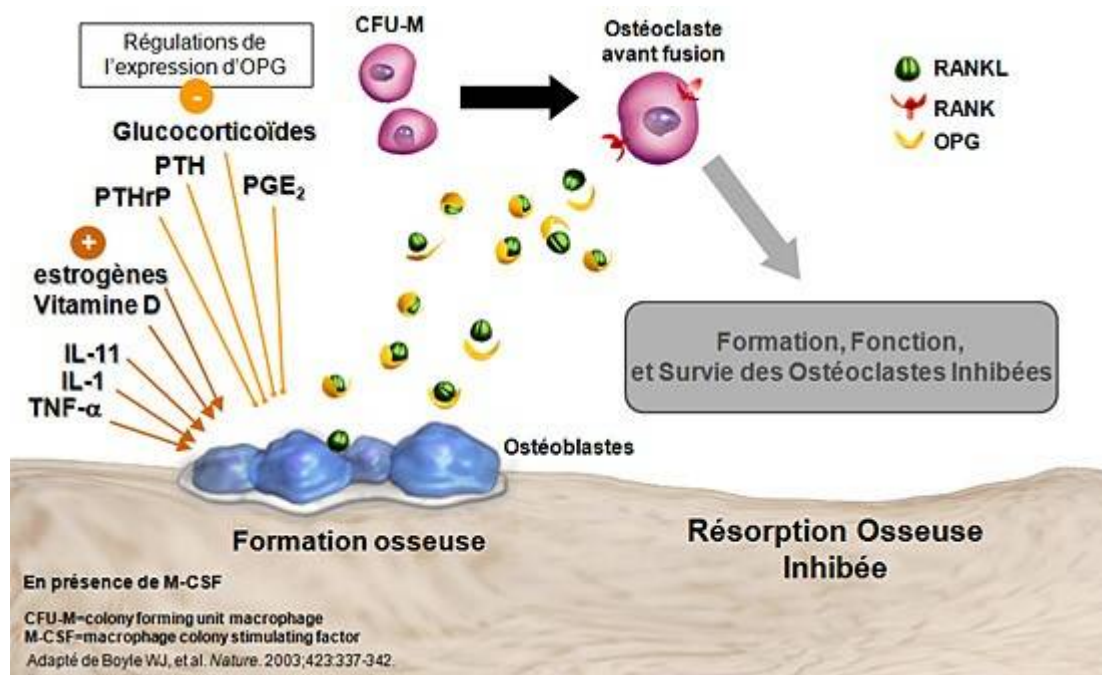 Régulations de
l'expression d'OPG
-
Glucocorticoïdes
PTH
PTHrP
PGE₂
+
estrogènes
Vitamine D
IL-11
IL-1
TNF-α
CFU-M
Ostéoclaste
avant fusion
RANKL
RANK
OPG
Formation, Fonction,
et Survie des Ostéoclastes Inhibées
Ostéoblastes
Formation osseuse
Résorption Osseuse
Inhibée
En présence de M-CSF
CFU-M=colony forming unit macrophage
M-CSF=macrophage colony stimulating factor
Adapté de Boyle WJ, et al. Nature. 2003;423:337-342.